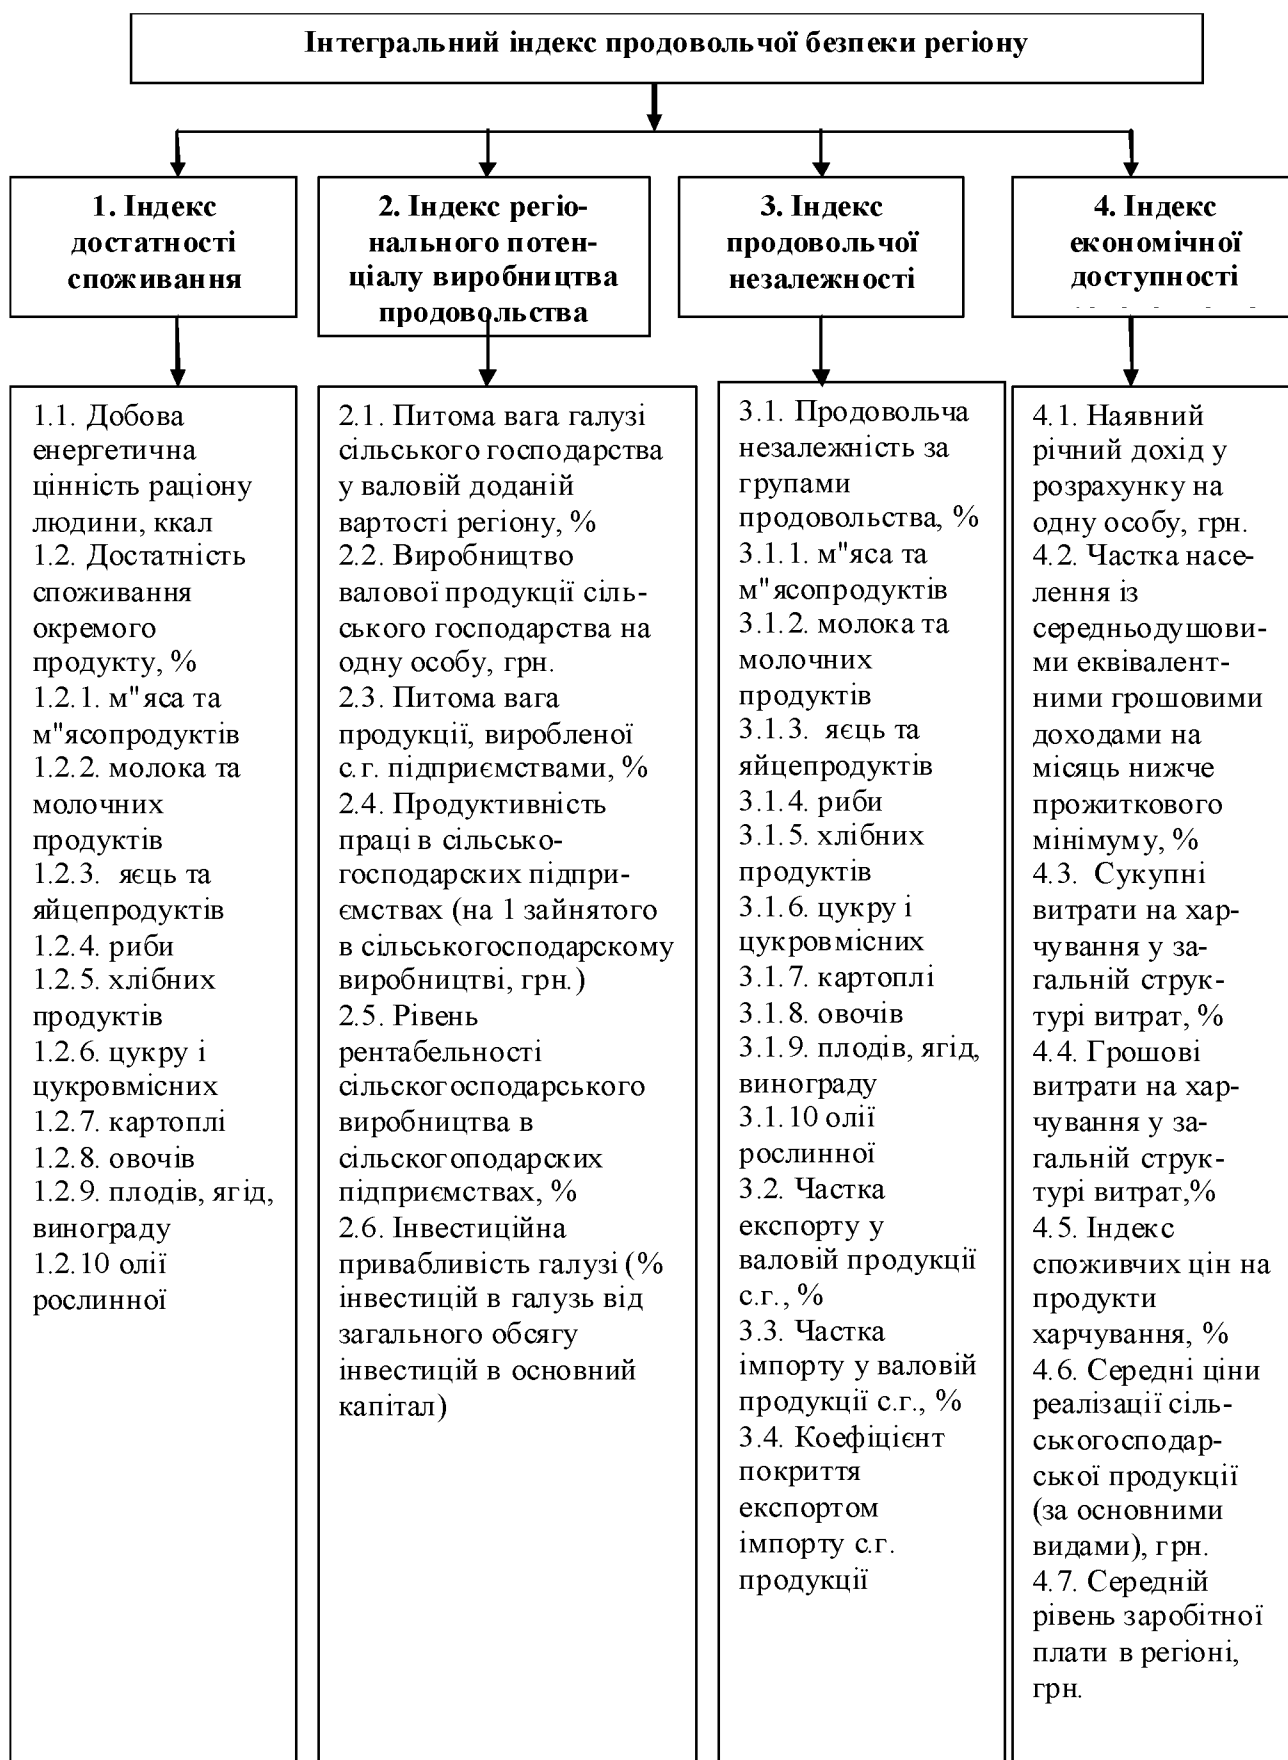 Інтегральний індекс продовольчої безпеки регіону
1. Індекс
достатності
споживання
2. Індекс регіо-
нального потен-
ціалу виробництва
продовольства
3. Індекс
продовольчої
незалежності
4. Індекс
економічної
доступності
1.1. Добова
енергетична
цінність раціону
людини, ккал
1.2. Достатність
споживання
окремого
продукту, %
1.2.1. м"яса та
м"ясопродуктів
1.2.2. молока та
молочних
продуктів
1.2.3. яєць та
яйцепродуктів
1.2.4. риби
1.2.5. хлібних
продуктів
1.2.6. цукру і
цукровмісних
1.2.7. картоплі
1.2.8. овочів
1.2.9. плодів, ягід,
винограду
1.2.10 олії
рослинної
2.1. Питома вага галузі
сільського господарства
у валовій доданій
вартості регіону, %
2.2. Виробництво
валової продукції сіль-
ського господарства на
одну особу, грн.
2.3. Питома вага
продукції, виробленої
с.г. підприємствами, %
2.4. Продуктивність
праці в сільсько-
господарских підпри-
ємствах (на 1 зайнятого
в сільськогосподарскому
виробництві, грн.)
2.5. Рівень
рентабельності
сільскогосподарського
виробництва в
сільскогоподарских
підприємствах, %
2.6. Інвестиційна
привабливість галузі (%
інвестицій в галузь від
загального обсягу
інвестицій в основний
капітал)
3.1. Продовольча
незалежність за
групами
продовольства, %
3.1.1. м"яса та
м"ясопродуктів
3.1.2. молока та
молочних
продуктів
3.1.3. яєць та
яйцепродуктів
3.1.4. риби
3.1.5. хлібних
продуктів
3.1.6. цукру і
цукровмісних
3.1.7. картоплі
3.1.8. овочів
3.1.9. плодів, ягід,
винограду
3.1.10 олії
рослинної
3.2. Частка
експорту у
валовій продукції
с.г., %
3.3. Частка
імпорту у валовій
продукції с.г., %
3.4. Коефіцієнт
покриття
експортом
імпорту с.г.
продукції
4.1. Наявний
річний дохід у
розрахунку на
одну особу, грн.
4.2. Частка насе-
лення із
середньодушови-
ми еквівалент-
ними грошовими
доходами на
місяць нижче
прожиткового
мінімуму, %
4.3. Сукупні
витрати на хар-
чування у за-
гальній струк-
турі витрат, %
4.4. Грошові
витрати на хар-
чування у за-
гальній струк-
турі витрат,%
4.5. Індекс
споживчих цін на
продукти
харчування, %
4.6. Середні ціни
реалізації сіль-
ськогосподар-
ської продукції
(за основними
видами), грн.
4.7. Середній
рівень заробітної
плати в регіоні,
грн.